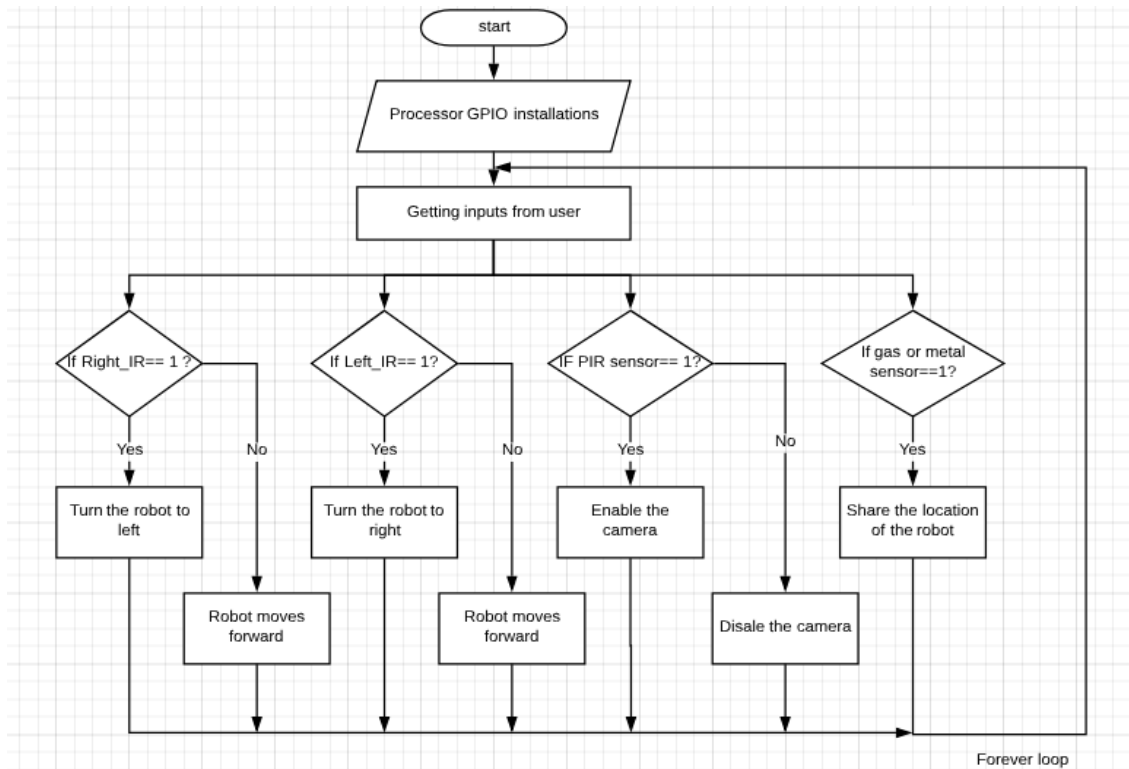 start
Processor GPIO installations
Getting inputs from user
If Right_IR== 1 ?
If Left_IR== 1?
IF PIR sensor== 1?
If gas or metal
sensor==1?
Yes
No
Yes
No
Yes
No
Yes
Turn the robot to
left
Turn the robot to
right
Enable the
camera
Share the location
of the robot
Robot moves
forward
Robot moves
forward
Disale the camera
Forever loop